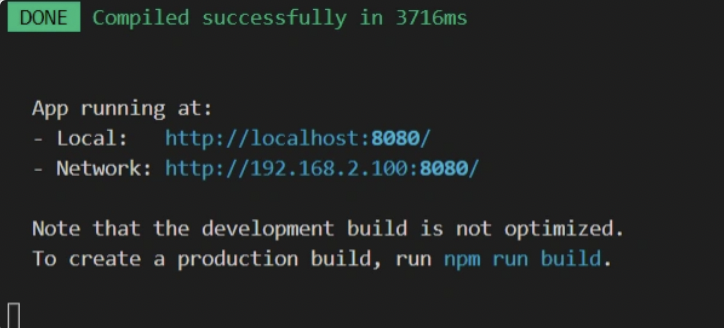 DONE Compiled successfully in 3716ms
App running at:
- Local: http://localhost:8080/
- Network: http://192.168.2.100:8080/
Note that the development build is not optimized.
To create a production build, run npm run build.